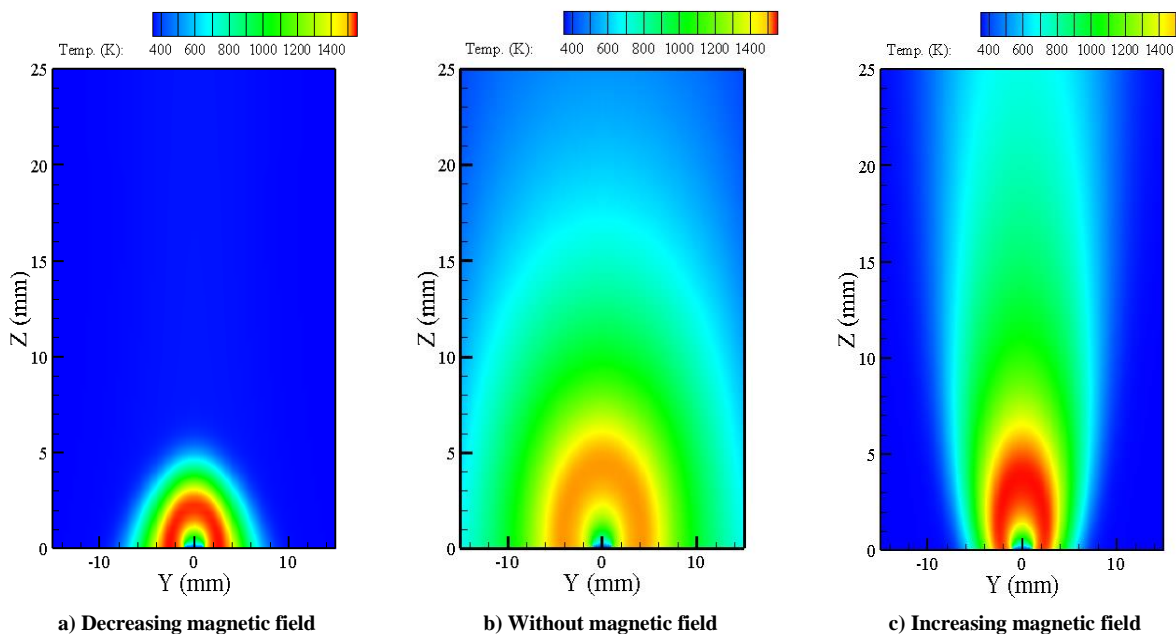 Temp. (K): 400 600 800 1000 1200 1400
Temp. (K): 400 600 800 1000 1200 1400
Temp. (K): 400 600 800 1000 1200 1400
25
20
15
10
5
0
Z (mm)
-10 0 10
Y (mm)
25
20
15
10
5
0
Z (mm)
-10 0 10
Y (mm)
25
20
15
10
5
0
Z (mm)
-10 0 10
Y (mm)
a) Decreasing magnetic field
b) Without magnetic field
c) Increasing magnetic field